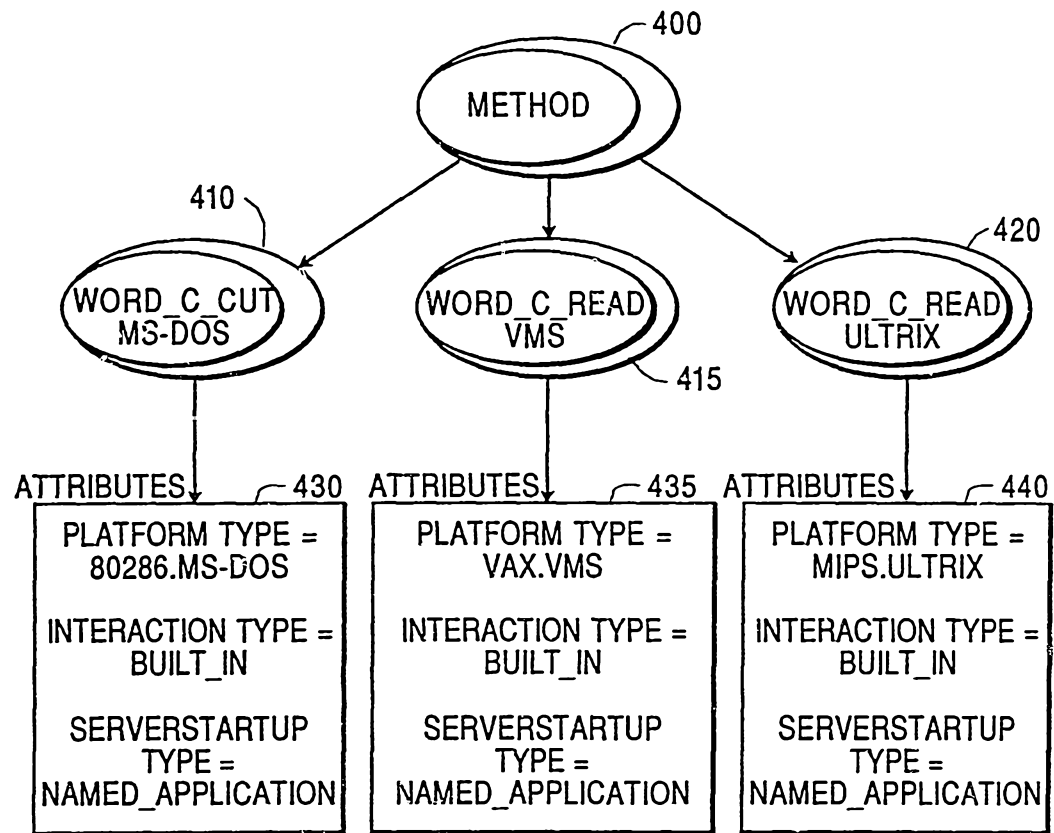 400
METHOD
410
WORD_C_CUT
MS-DOS
WORD_C_READ
VMS
415
420
WORD_C_READ
ULTRIX
ATTRIBUTES
430
PLATFORM TYPE =
80286.MS-DOS
INTERACTION TYPE =
BUILT_IN
SERVERSTARTUP
TYPE =
NAMED_APPLICATION
ATTRIBUTES
435
PLATFORM TYPE =
VAX.VMS
INTERACTION TYPE =
BUILT_IN
SERVERSTARTUP
TYPE =
NAMED_APPLICATION
ATTRIBUTES
440
PLATFORM TYPE =
MIPS.ULTRIX
INTERACTION TYPE =
BUILT_IN
SERVERSTARTUP
TYPE =
NAMED_APPLICATION